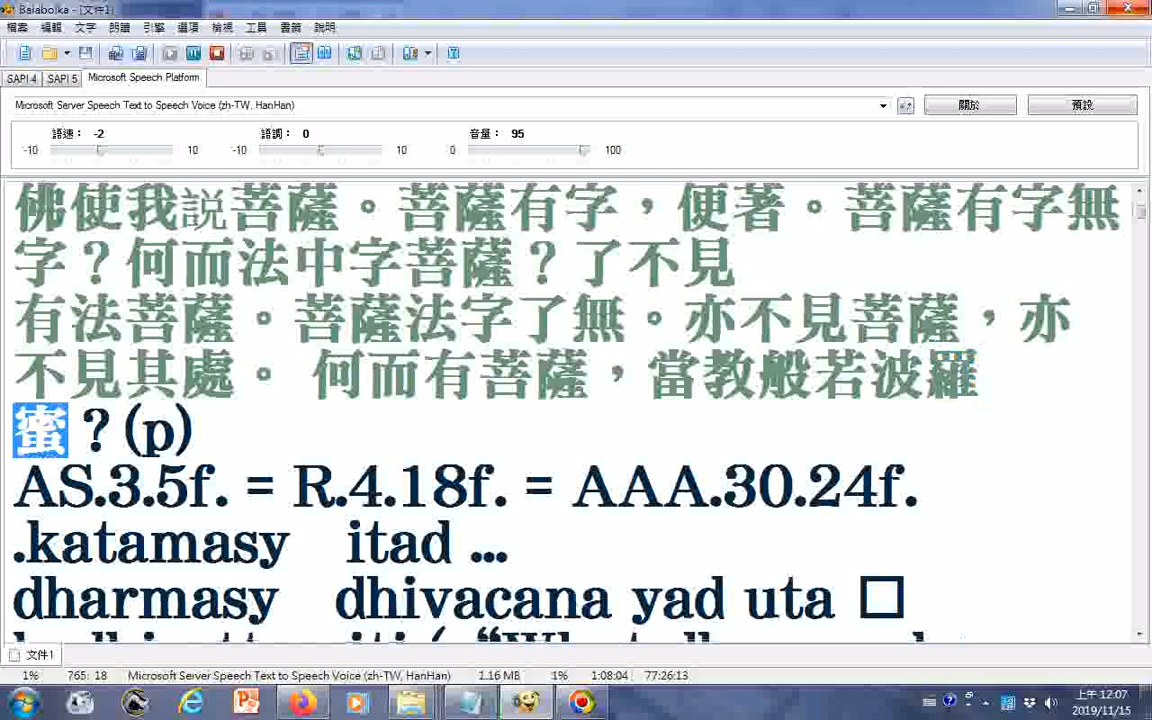 Balabolka - [文件1]
檔案 編輯 文字 朗讀 引擎 選項 檢視 工具 書籤 說明
SAPI 4 SAPI 5 Microsoft Speech Platform
Microsoft Server Speech Text to Speech Voice (zh-TW, HanHan) 關於 預設
語速： -2 語調： 0 音量： 95
-10 10 -10 10 0 100
佛使我説菩薩。菩薩有字，便著。菩薩有字無
字？何而法中字菩薩？了不見
有法菩薩。菩薩法字了無。亦不見菩薩，亦
不見其處。 何而有菩薩，當教般若波羅
蜜？(p)
AS.3.5f. = R.4.18f. = AAA.30.24f.
.katamasy itad ...
dharmasy dhivacana yad uta □
文件1
1% 765: 18 Microsoft Server Speech Text to Speech Voice (zh-TW, HanHan) 1.16 MB 1% 1:08:04 77:26:13
上午 12:07
2019/11/15